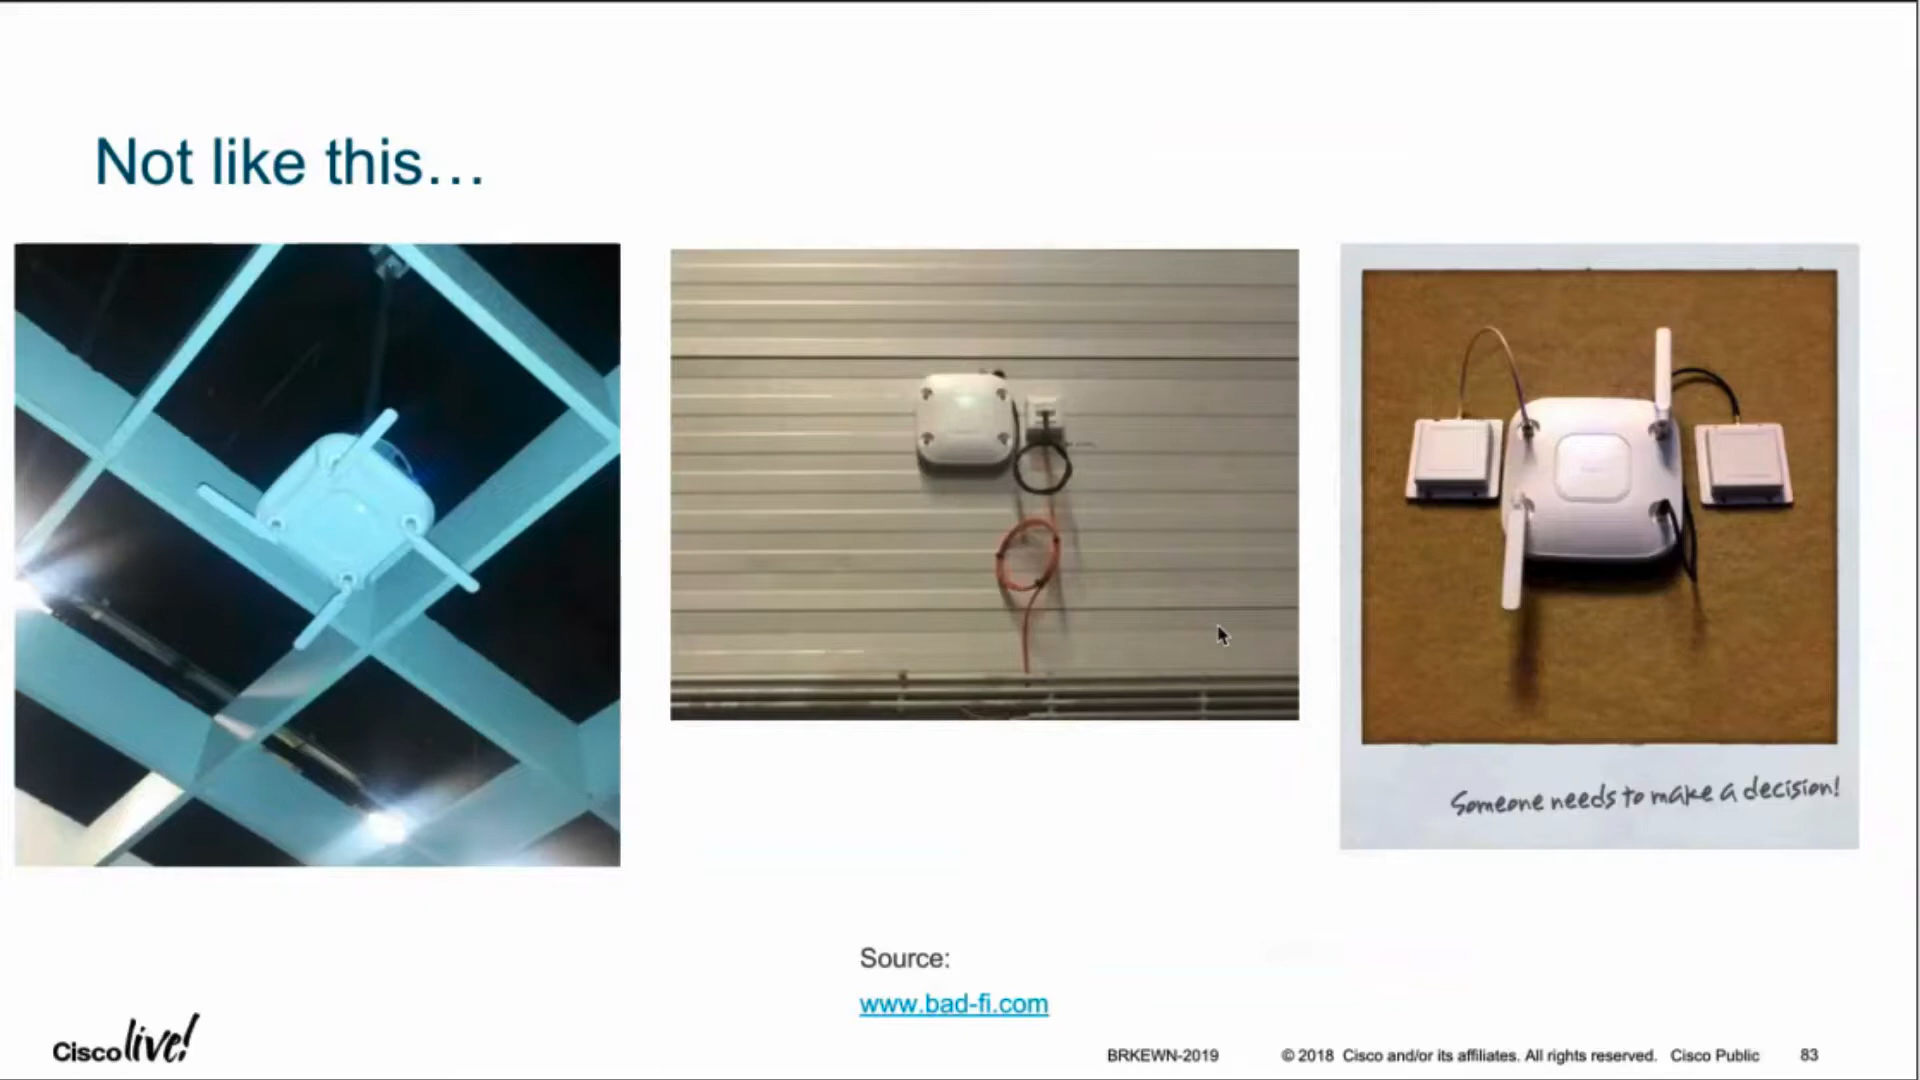 Not like this…
Someone needs to make a decision!
Source:
www.bad-fi.com
Cisco live!
BRKEWN-2019
© 2018 Cisco and/or its affiliates. All rights reserved. Cisco Public
83